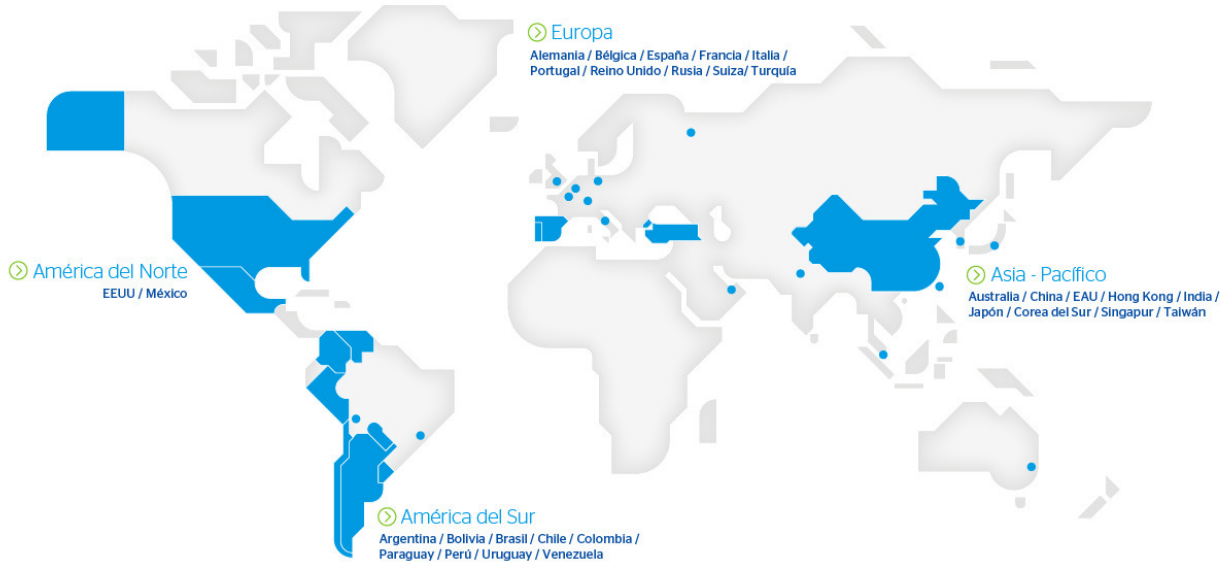 Europa
Alemania / Bélgica / España / Francia / Italia /
Portugal / Reino Unido / Rusia / Suiza/ Turquía
América del Norte
EEUU / México
Asia - Pacífico
Australia / China / EAU / Hong Kong / India /
Japón / Corea del Sur / Singapur / Taiwán
América del Sur
Argentina / Bolivia / Brasil / Chile / Colombia /
Paraguay / Perú / Uruguay / Venezuela